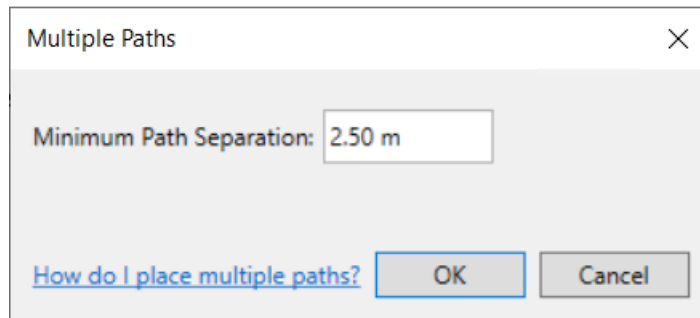 Multiple Paths
Minimum Path Separation: 2.50 m
How do I place multiple paths? OK Cancel